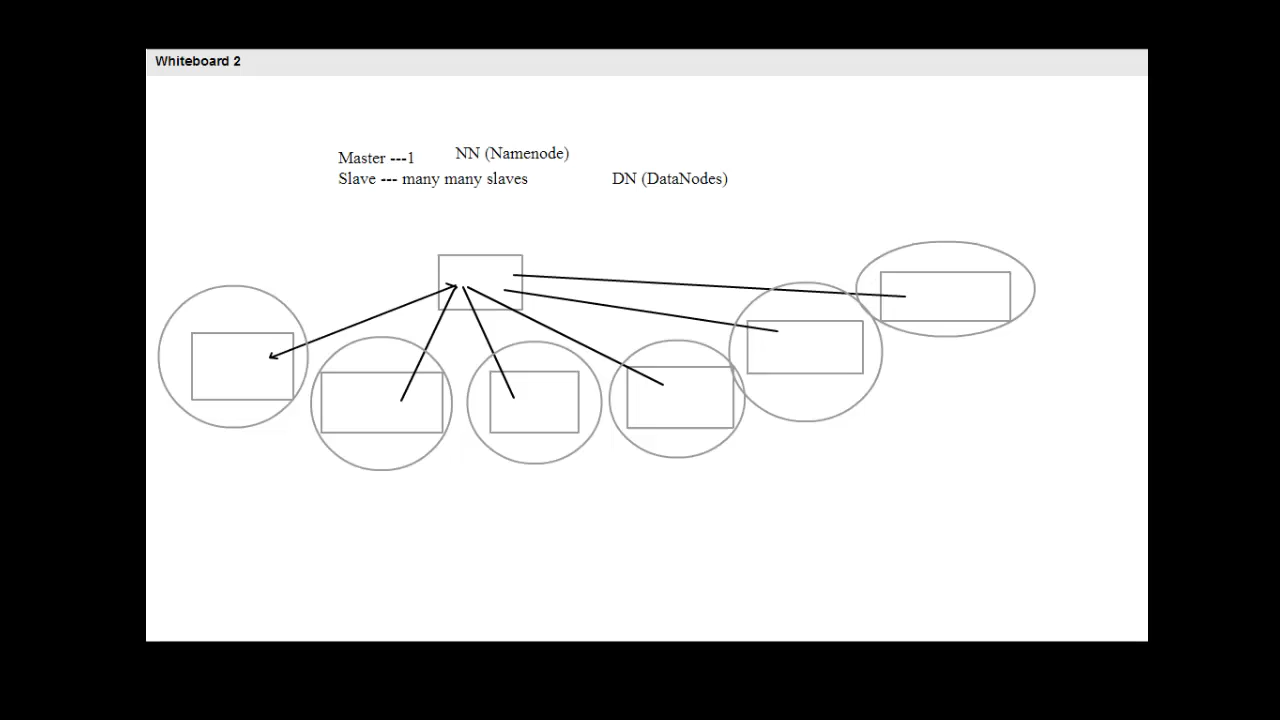 Whiteboard 2
Master ---1 NN (Namenode)
Slave --- many many slaves DN (DataNodes)